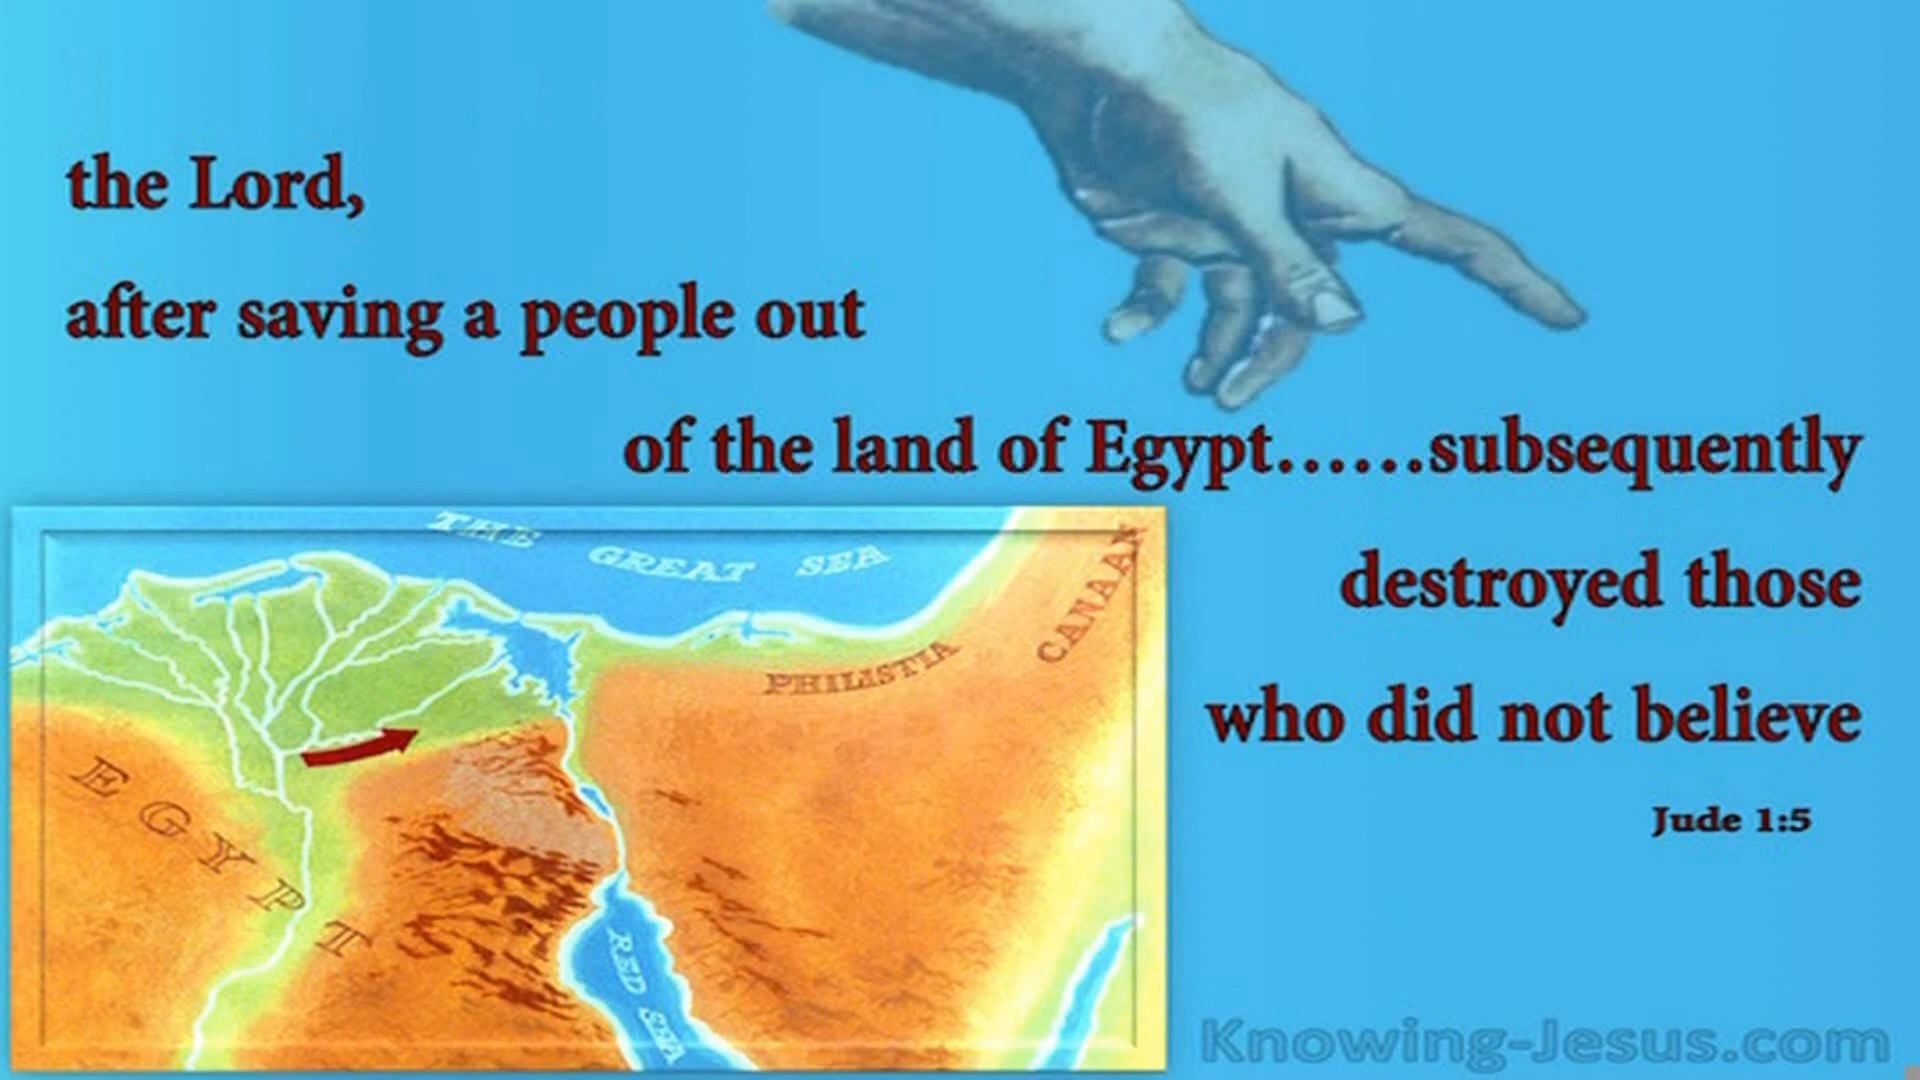 the Lord,
after saving a people out
of the land of Egypt......subsequently
destroyed those
who did not believe
Jude 1:5
THE GREAT SEA
CANAAN
PHILISTIA
EGYPT
RED SEA
Knowing-Jesus.com